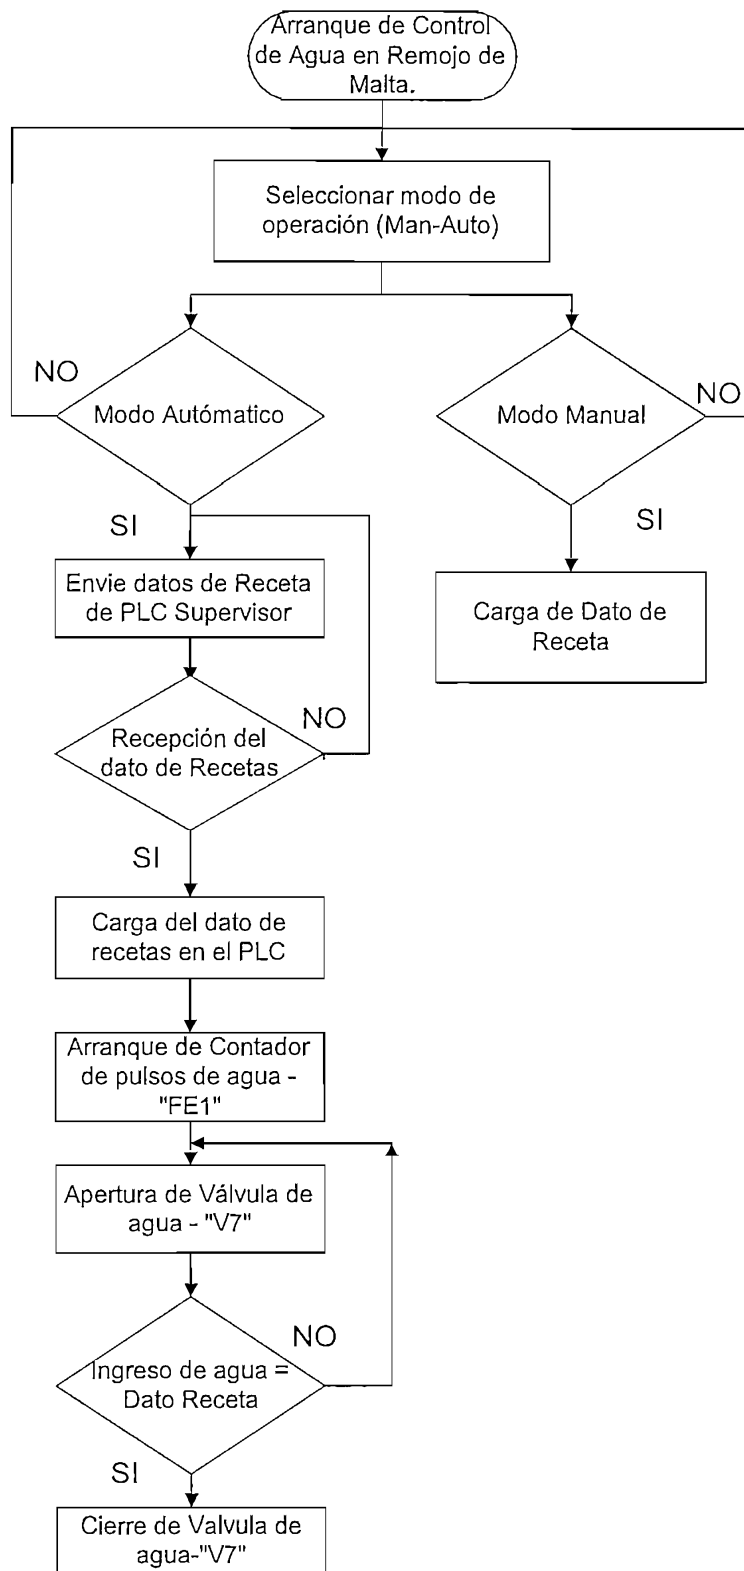 Arranque de Control
de Agua en Remojo de
Malta.
Seleccionar modo de
operación (Man-Auto)
NO
Modo Autómatico
SI
Modo Manual
NO
SI
Envie datos de Receta
de PLC Supervisor
Carga de Dato de
Receta
Recepción del
dato de Recetas
NO
SI
Carga del dato de
recetas en el PLC
Arranque de Contador
de pulsos de agua -
"FE1"
Apertura de Válvula de
agua - "V7"
NO
Ingreso de agua =
Dato Receta
SI
Cierre de Valvula de
agua-"V7"